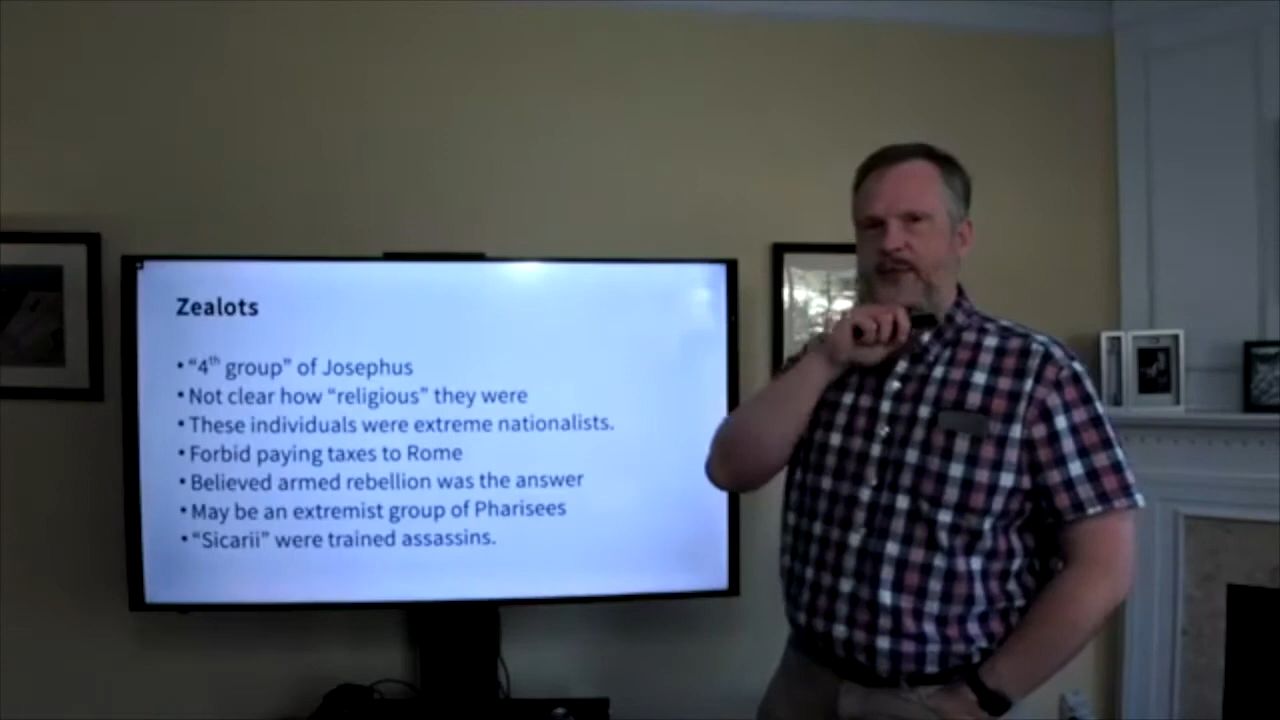 Zealots
• “4th group” of Josephus
• Not clear how “religious” they were
• These individuals were extreme nationalists.
• Forbid paying taxes to Rome
• Believed armed rebellion was the answer
• May be an extremist group of Pharisees
• “Sicarii” were trained assassins.